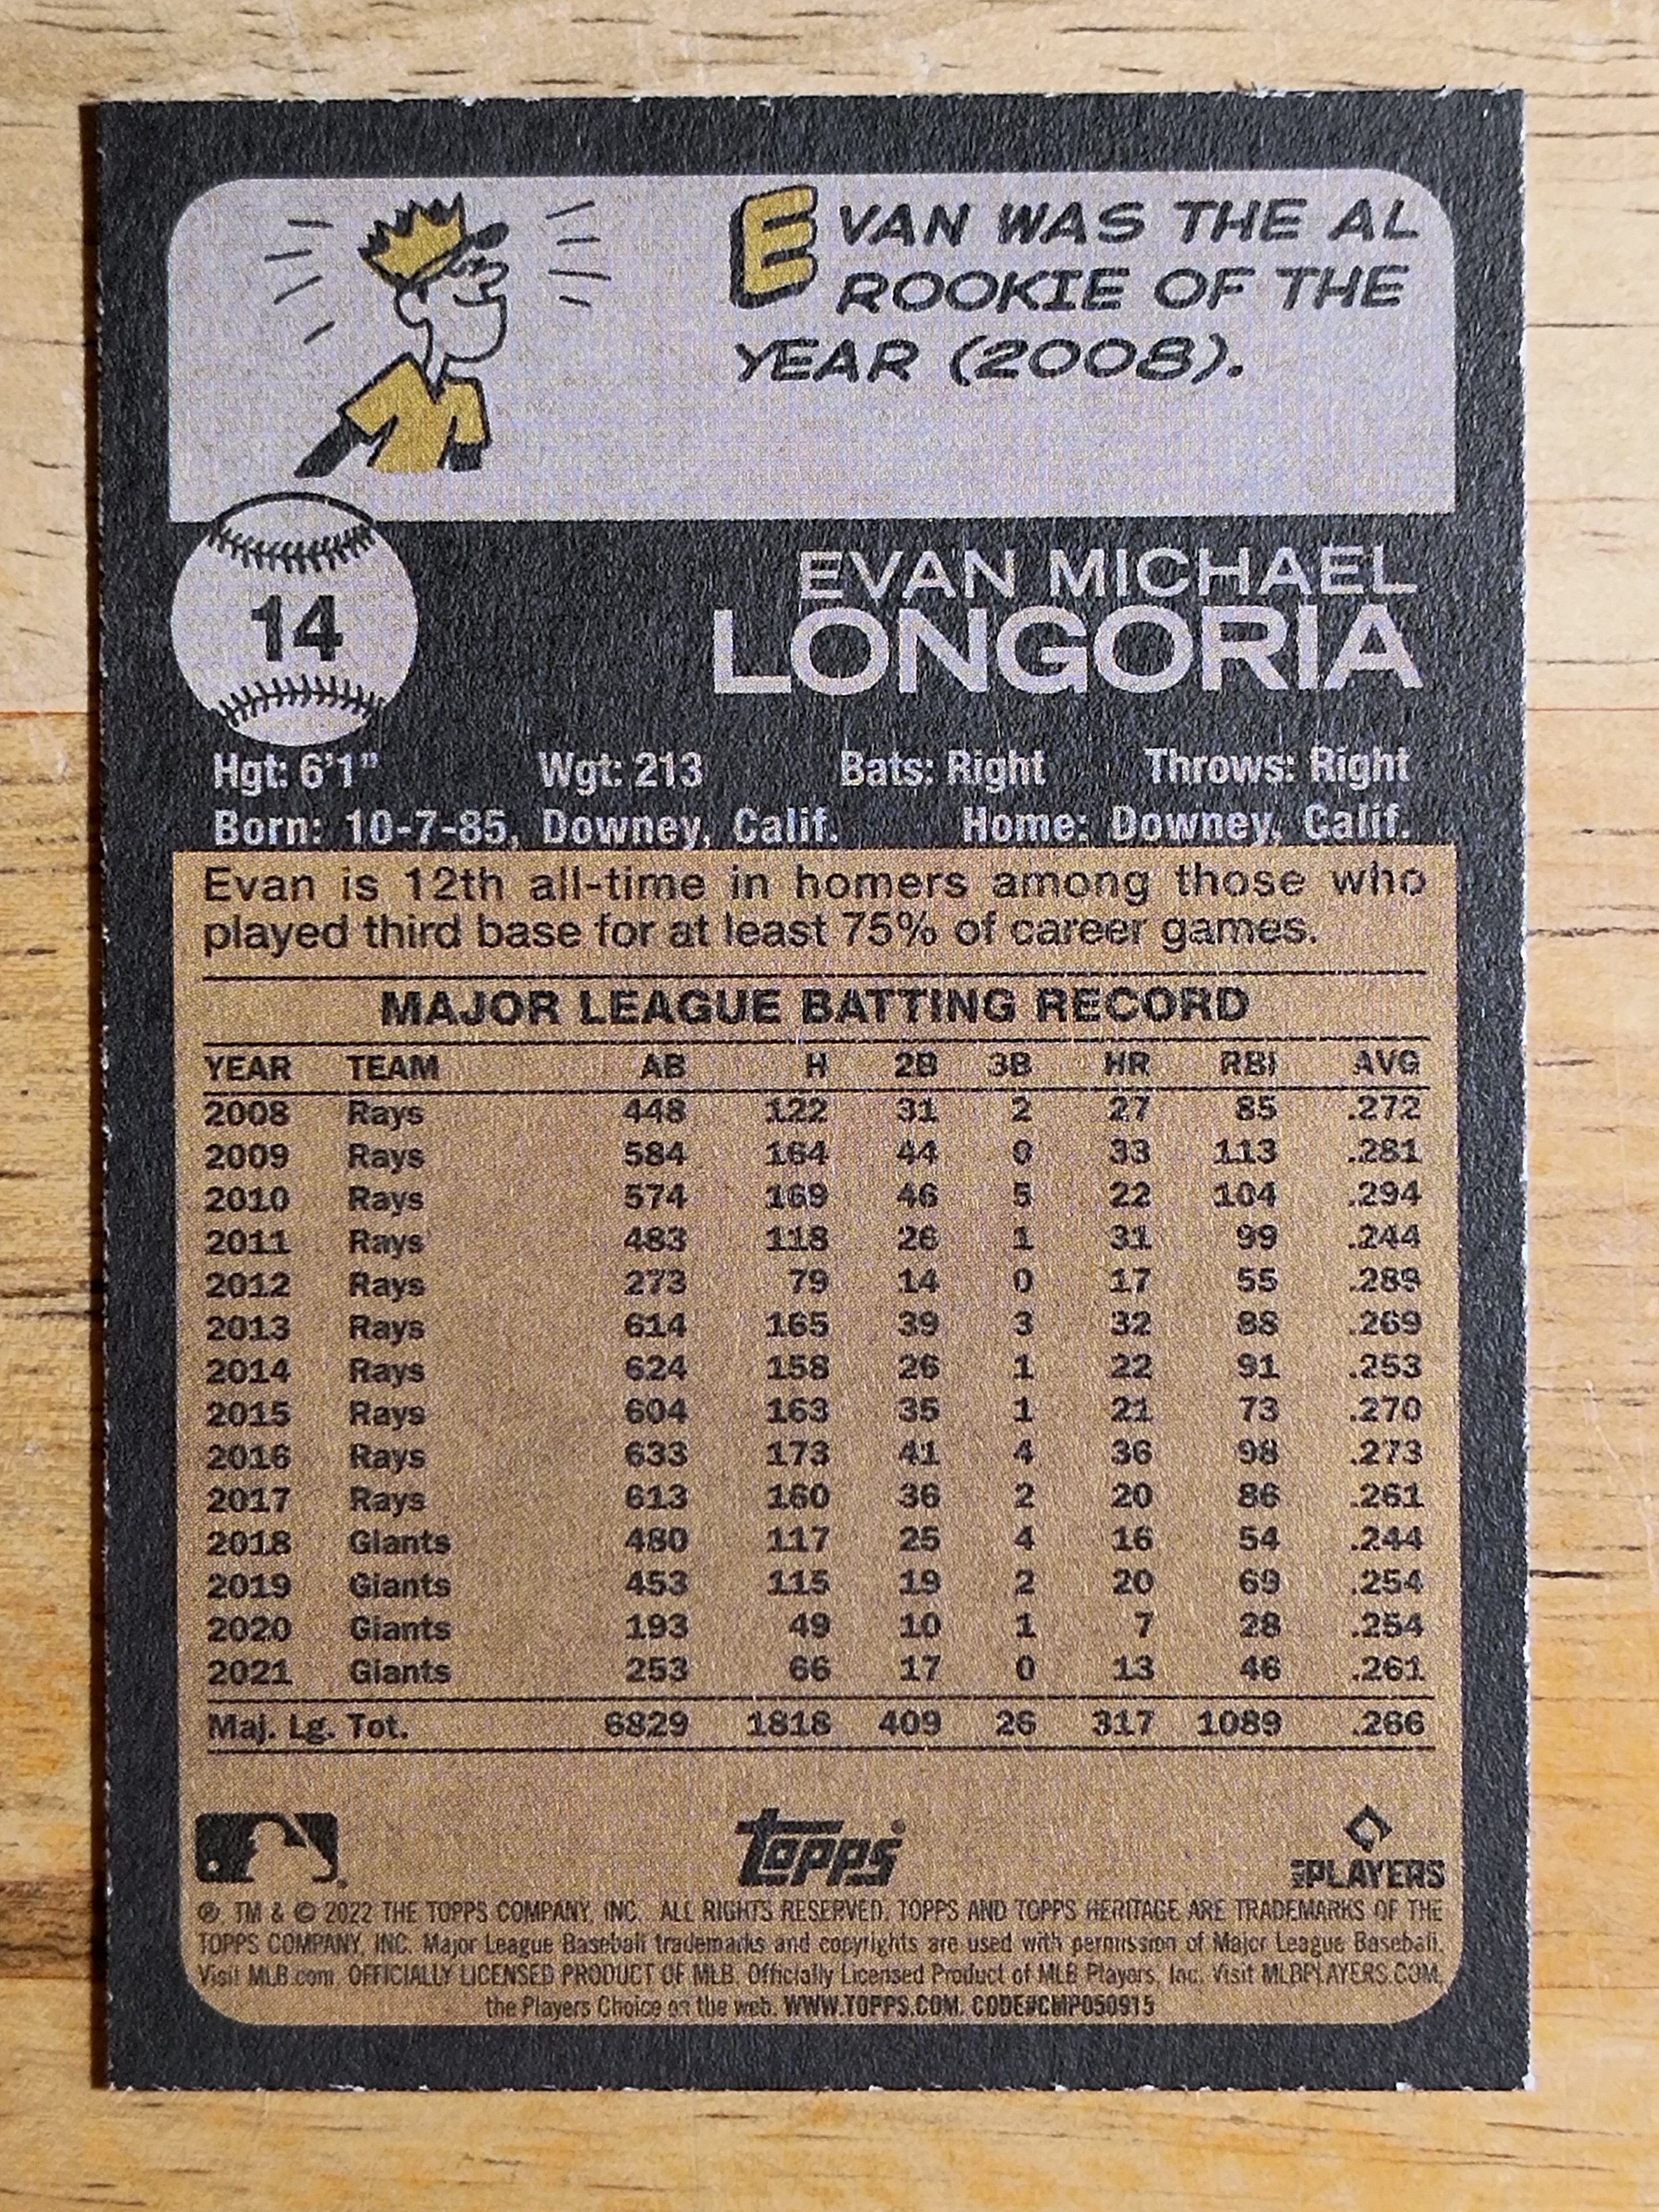 EVAN WAS THE AL
ROOKIE OF THE
YEAR (2008).
14
EVAN MICHAEL
LONGORIA
Hgt: 6'1" Wgt: 213 Bats: Right Throws: Right
Born: 10-7-85, Downey, Calif. Home: Downey, Calif.
Evan is 12th all-time in homers among those who
played third base for at least 75% of career games.
MAJOR LEAGUE BATTING RECORD
YEAR TEAM AB H 2B 3B HR RBI AVG
2008 Rays 448 122 31 2 27 85 .272
2009 Rays 584 164 44 0 33 113 .281
2010 Rays 574 169 46 5 22 104 .294
2011 Rays 483 118 26 1 31 99 .244
2012 Rays 273 79 14 0 17 55 .289
2013 Rays 614 165 39 3 32 88 .269
2014 Rays 624 158 26 1 22 91 .253
2015 Rays 604 163 35 1 21 73 .270
2016 Rays 633 173 41 4 36 98 .273
2017 Rays 613 160 36 2 20 86 .261
2018 Giants 480 117 25 4 16 54 .244
2019 Giants 453 115 19 2 20 69 .254
2020 Giants 193 49 10 1 7 28 .254
2021 Giants 253 66 17 0 13 46 .261
Maj. Lg. Tot. 6829 1818 409 26 317 1089 .266
topps®
MLB PLAYERS
®, TM & © 2022 THE TOPPS COMPANY, INC. ALL RIGHTS RESERVED. TOPPS AND TOPPS HERITAGE ARE TRADEMARKS OF THE
TOPPS COMPANY, INC. Major League Baseball trademarks and copyrights are used with permission of Major League Baseball.
Visit MLB.com. OFFICIALLY LICENSED PRODUCT OF MLB. Officially Licensed Product of MLB Players, Inc. Visit MLBPLAYERS.COM,
the Players Choice on the web. WWW.TOPPS.COM. CODE#CMP050915